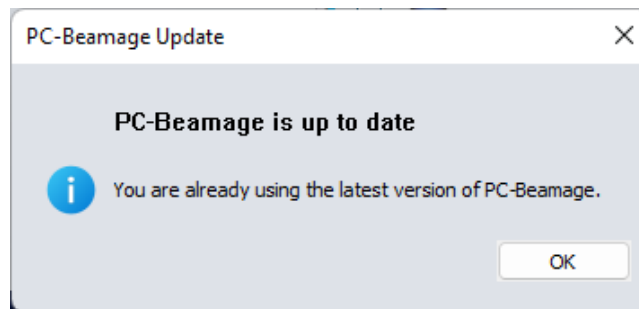 PC-Beamage Update
PC-Beamage is up to date
You are already using the latest version of PC-Beamage.
OK